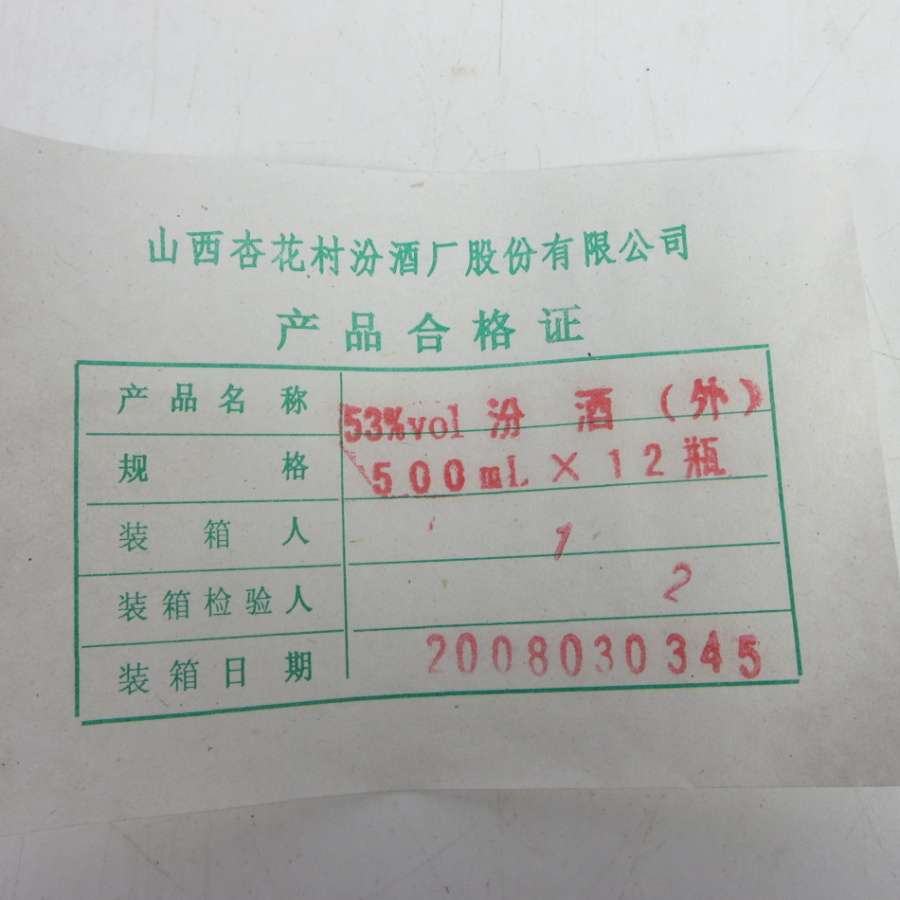 山西杏花村汾酒厂股份有限公司
产品合格证
产品名称 53%vol 汾 酒（外）
规格 500mL×12瓶
装箱人 1
装箱检验人 2
装箱日期 2008030345